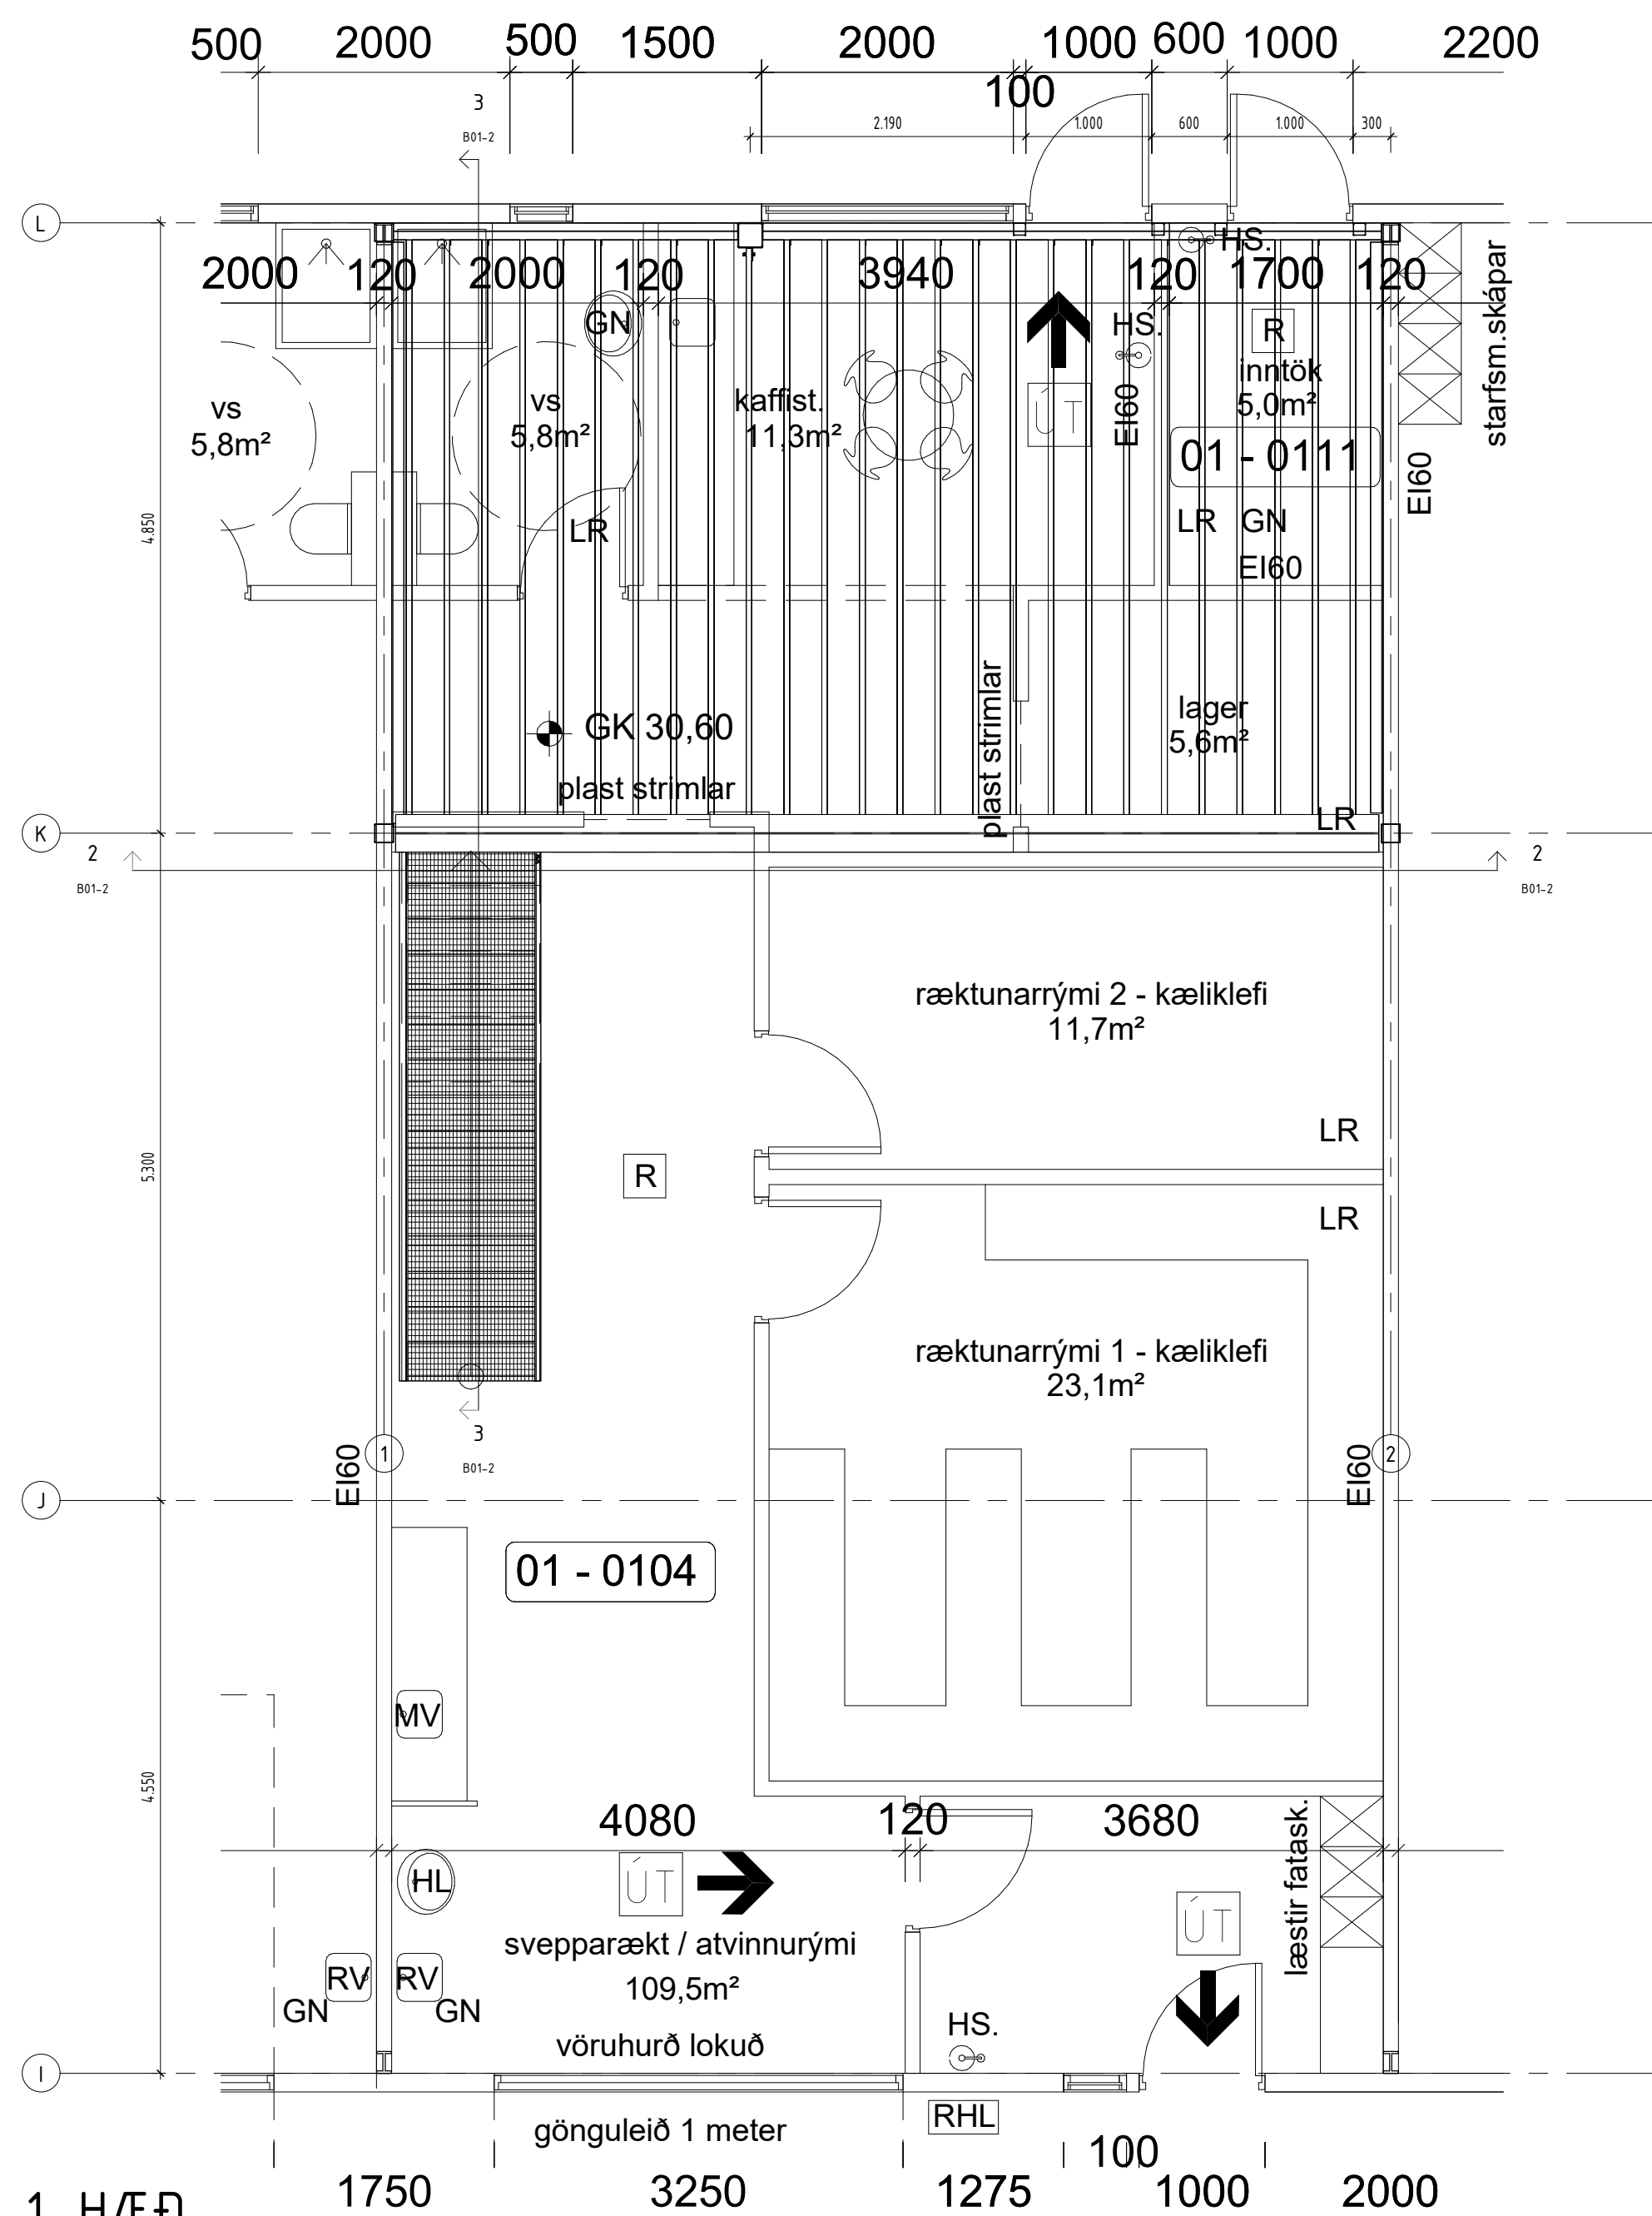 500 2000 500 1500 2000 1000 600 1000 2200
100
3
B01-2
2.190 1.000 600 1.000 300
L
HS.
2000 120 2000 120 3940 120 1700 120
GN
HS.
R
inntök
5,0m²
starfsm.skápar
vs
5,8m²
vs
5,8m²
kaffist.
11,3m²
ÚT
EI60
01 - 0111
EI60
LR
LR GN
EI60
4.850
lager
5,6m²
plast strimlar
GK 30,60
plast strimlar
LR
K
2
B01-2
2
B01-2
ræktunarrými 2 - kæliklefi
11,7m²
LR
5.300
R
LR
ræktunarrými 1 - kæliklefi
23,1m²
3
B01-2
EI60
1
EI60
2
J
01 - 0104
MV
4.550
4080 120 3680
HL
ÚT
ÚT
læstir fatask.
svepparækt / atvinnurými
109,5m²
RV RV
GN GN
HS.
vöruhurð lokuð
I
RHL
gönguleið 1 meter
100
1750 3250 1275 1000 2000
1. HÆÐ